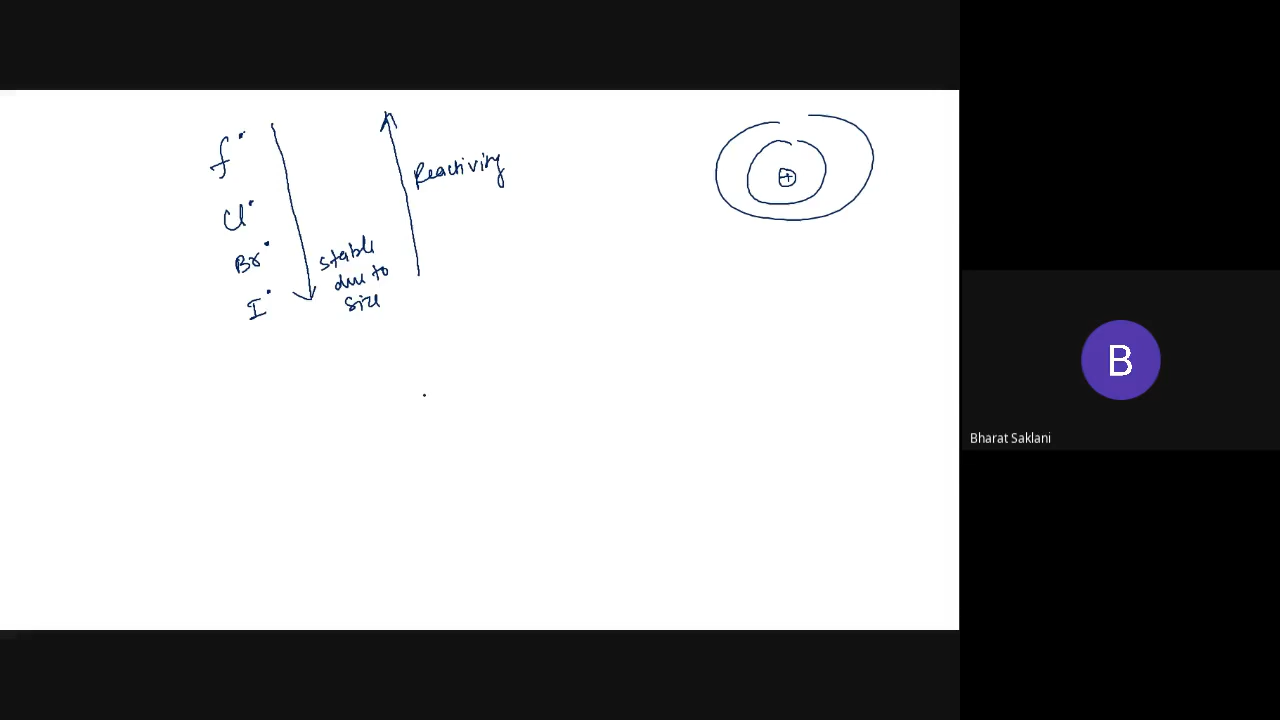 f•
Cl•
Br•
I•
stable
due to
size
Reactivity
+
B
Bharat Saklani